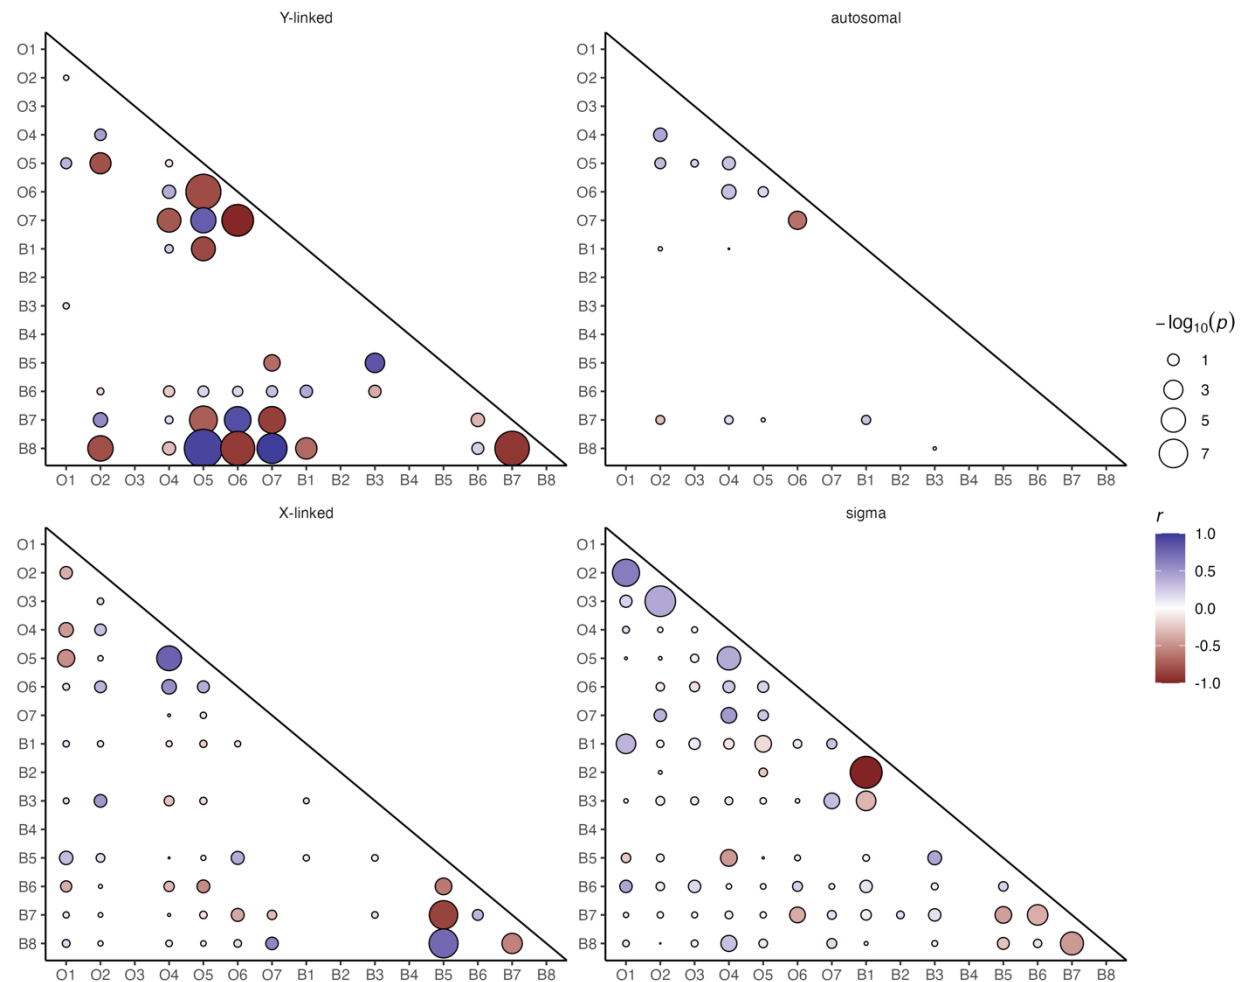 Y-linked
autosomal
O1
O2
O3
O4
O5
O6
O7
B1
B2
B3
B4
B5
B6
B7
B8
O1 O2 O3 O4 O5 O6 O7 B1 B2 B3 B4 B5 B6 B7 B8
O1
O2
O3
O4
O5
O6
O7
B1
B2
B3
B4
B5
B6
B7
B8
O1 O2 O3 O4 O5 O6 B1 B2 B3 B4 B5 B6 B7 B8
−log10(p)
1
3
5
7
X-linked
sigma
O1
O2
O3
O4
O5
O6
O7
B1
B2
B3
B4
B5
B6
B7
B8
O1 O2 O3 O4 O5 O6 O7 B1 B2 B3 B4 B5 B6 B7 B8
O1
O2
O3
O4
O5
O6
O7
B1
B2
B3
B4
B5
B6
B7
B8
O1 O2 O3 O4 O5 O6 O7 B1 B2 B3 B4 B5 B6 B7 B8
r
1.0
0.5
0.0
-0.5
-1.0